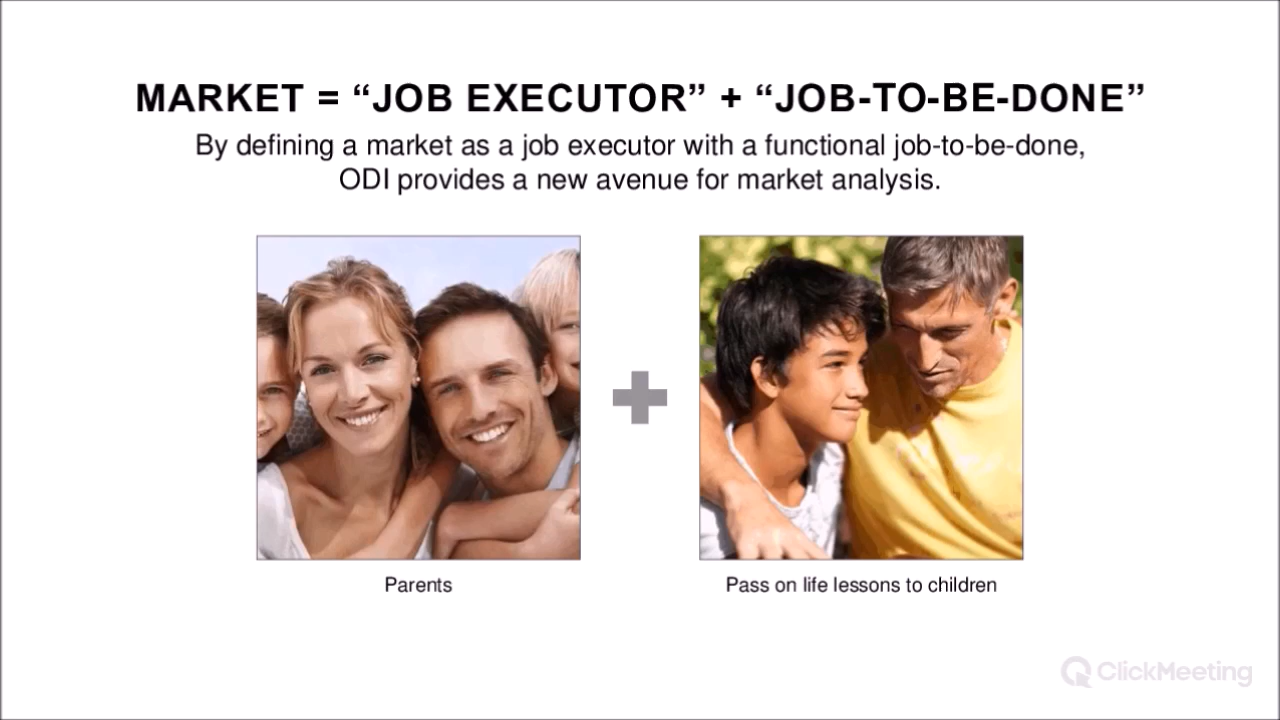 MARKET = “JOB EXECUTOR” + “JOB-TO-BE-DONE”
By defining a market as a job executor with a functional job-to-be-done,
ODI provides a new avenue for market analysis.
Parents
Pass on life lessons to children
ClickMeeting